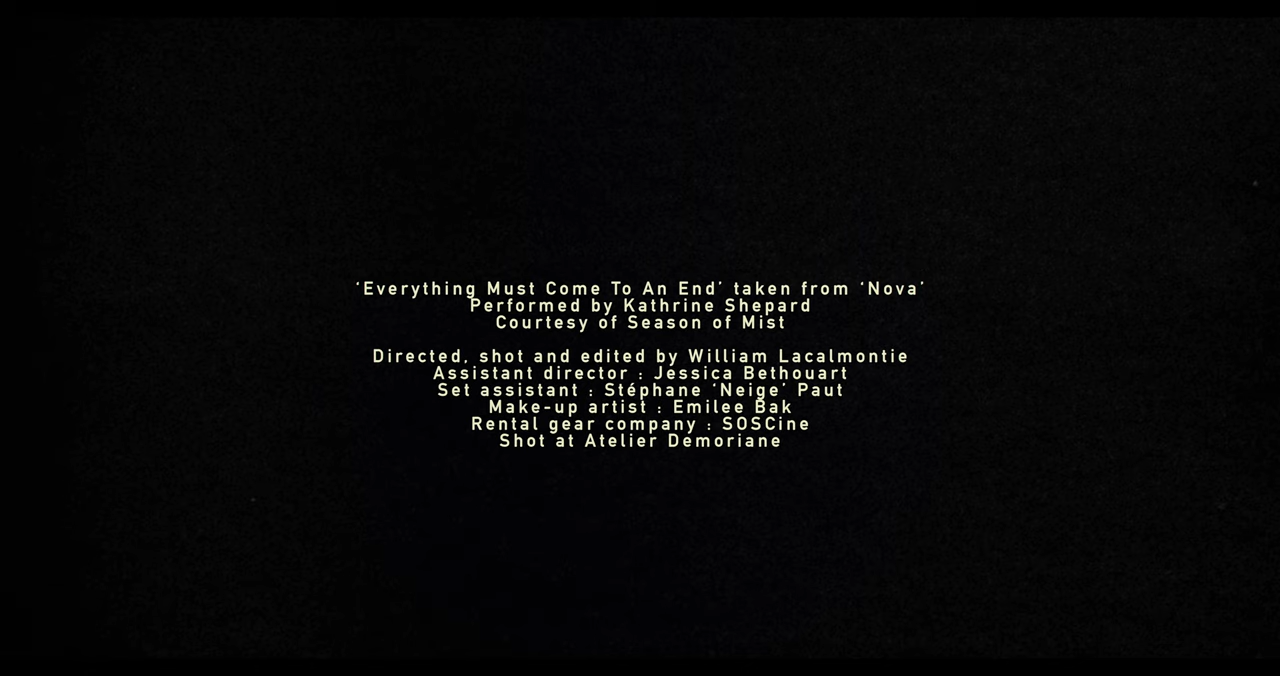 ‘Everything Must Come To An End’ taken from ‘Nova’
Performed by Kathrine Shepard
Courtesy of Season of Mist
Directed, shot and edited by William Lacalmontie
Assistant director : Jessica Bethouart
Set assistant : Stéphane ‘Neige’ Paut
Make-up artist : Emilee Bak
Rental gear company : SOSCine
Shot at Atelier Demoriane